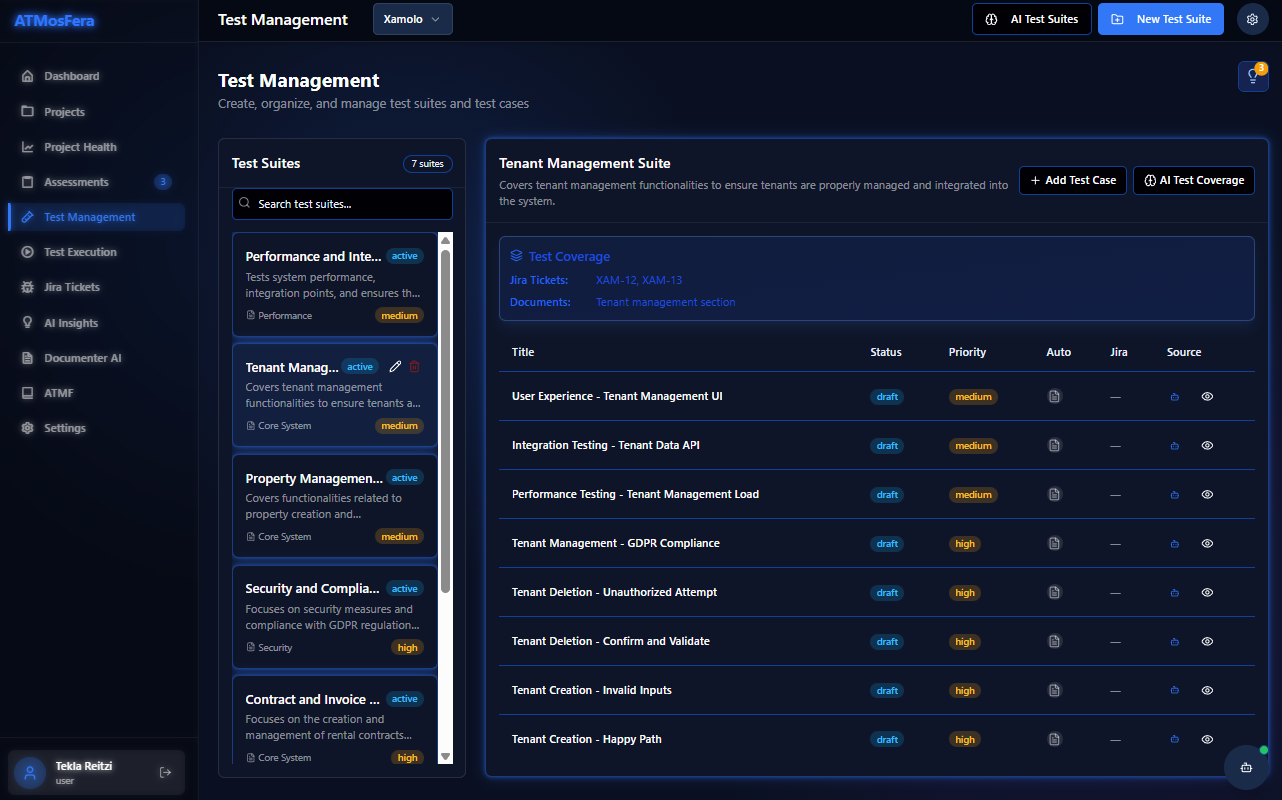 ATMosFera
Test Management
Xamolo
AI Test Suites
New Test Suite
Dashboard
Projects
Project Health
Assessments 3
Test Management
Test Execution
Jira Tickets
AI Insights
Documenter AI
ATMF
Settings
Tekla Reitzi
user
Test Management
Create, organize, and manage test suites and test cases
3
Test Suites
7 suites
Search test suites...
Performance and Inte... active
Tests system performance,
integration points, and ensures th...
Performance medium
Tenant Manag... active
Covers tenant management
functionalities to ensure tenants a...
Core System medium
Property Managemen... active
Covers functionalities related to
property creation and...
Core System medium
Security and Complia... active
Focuses on security measures and
compliance with GDPR regulation...
Security high
Contract and Invoice ... active
Focuses on the creation and
management of rental contracts...
Core System high
Tenant Management Suite
Covers tenant management functionalities to ensure tenants are properly managed and integrated into
the system.
+ Add Test Case
AI Test Coverage
Test Coverage
Jira Tickets: XAM-12, XAM-13
Documents: Tenant management section
Title Status Priority Auto Jira Source
User Experience - Tenant Management UI draft medium —
Integration Testing - Tenant Data API draft medium —
Performance Testing - Tenant Management Load draft medium —
Tenant Management - GDPR Compliance draft high —
Tenant Deletion - Unauthorized Attempt draft high —
Tenant Deletion - Confirm and Validate draft high —
Tenant Creation - Invalid Inputs draft high —
Tenant Creation - Happy Path draft high —